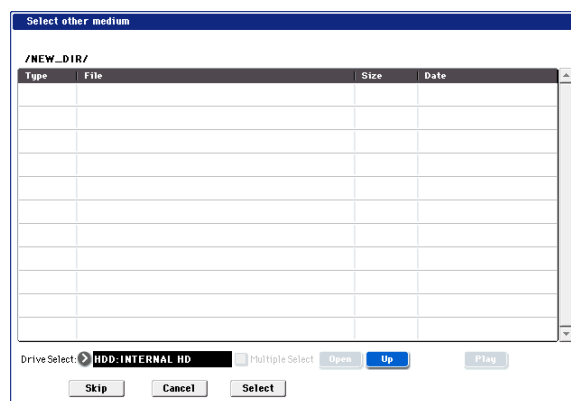 Select other medium
/NEW_DIR/
Type File Size Date
Drive Select: HDD:INTERNAL HD Multiple Select Open Up Play
Skip Cancel Select